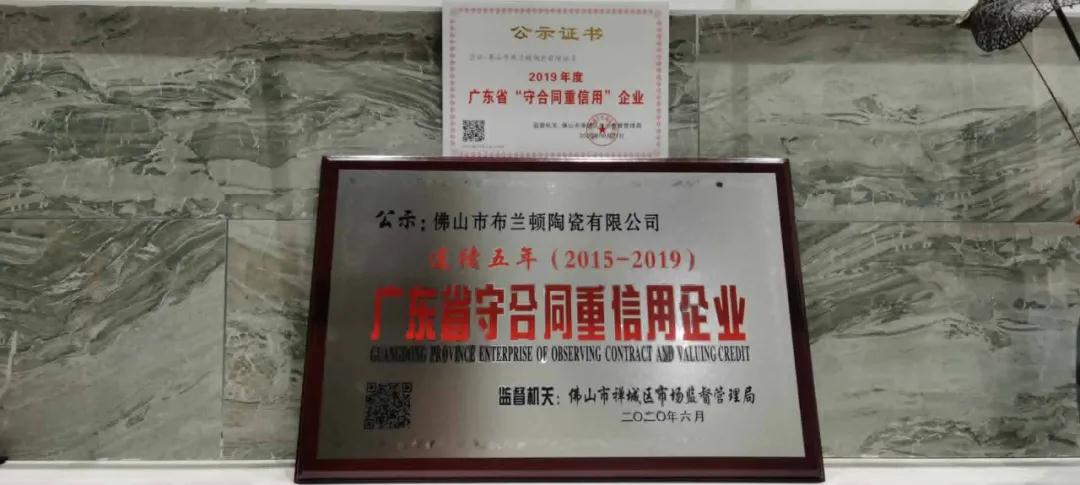 公示证书
2019年度
广东省“守合同重信用”企业
公示：佛山市布兰顿陶瓷有限公司
连续五年（2015-2019）
广东省守合同重信用企业
GUANGDONG PROVINCE ENTERPRISE OF OBSERVING CONTRACT AND VALUING CREDIT
监督机关：佛山市禅城区市场监督管理局
二〇二〇年六月